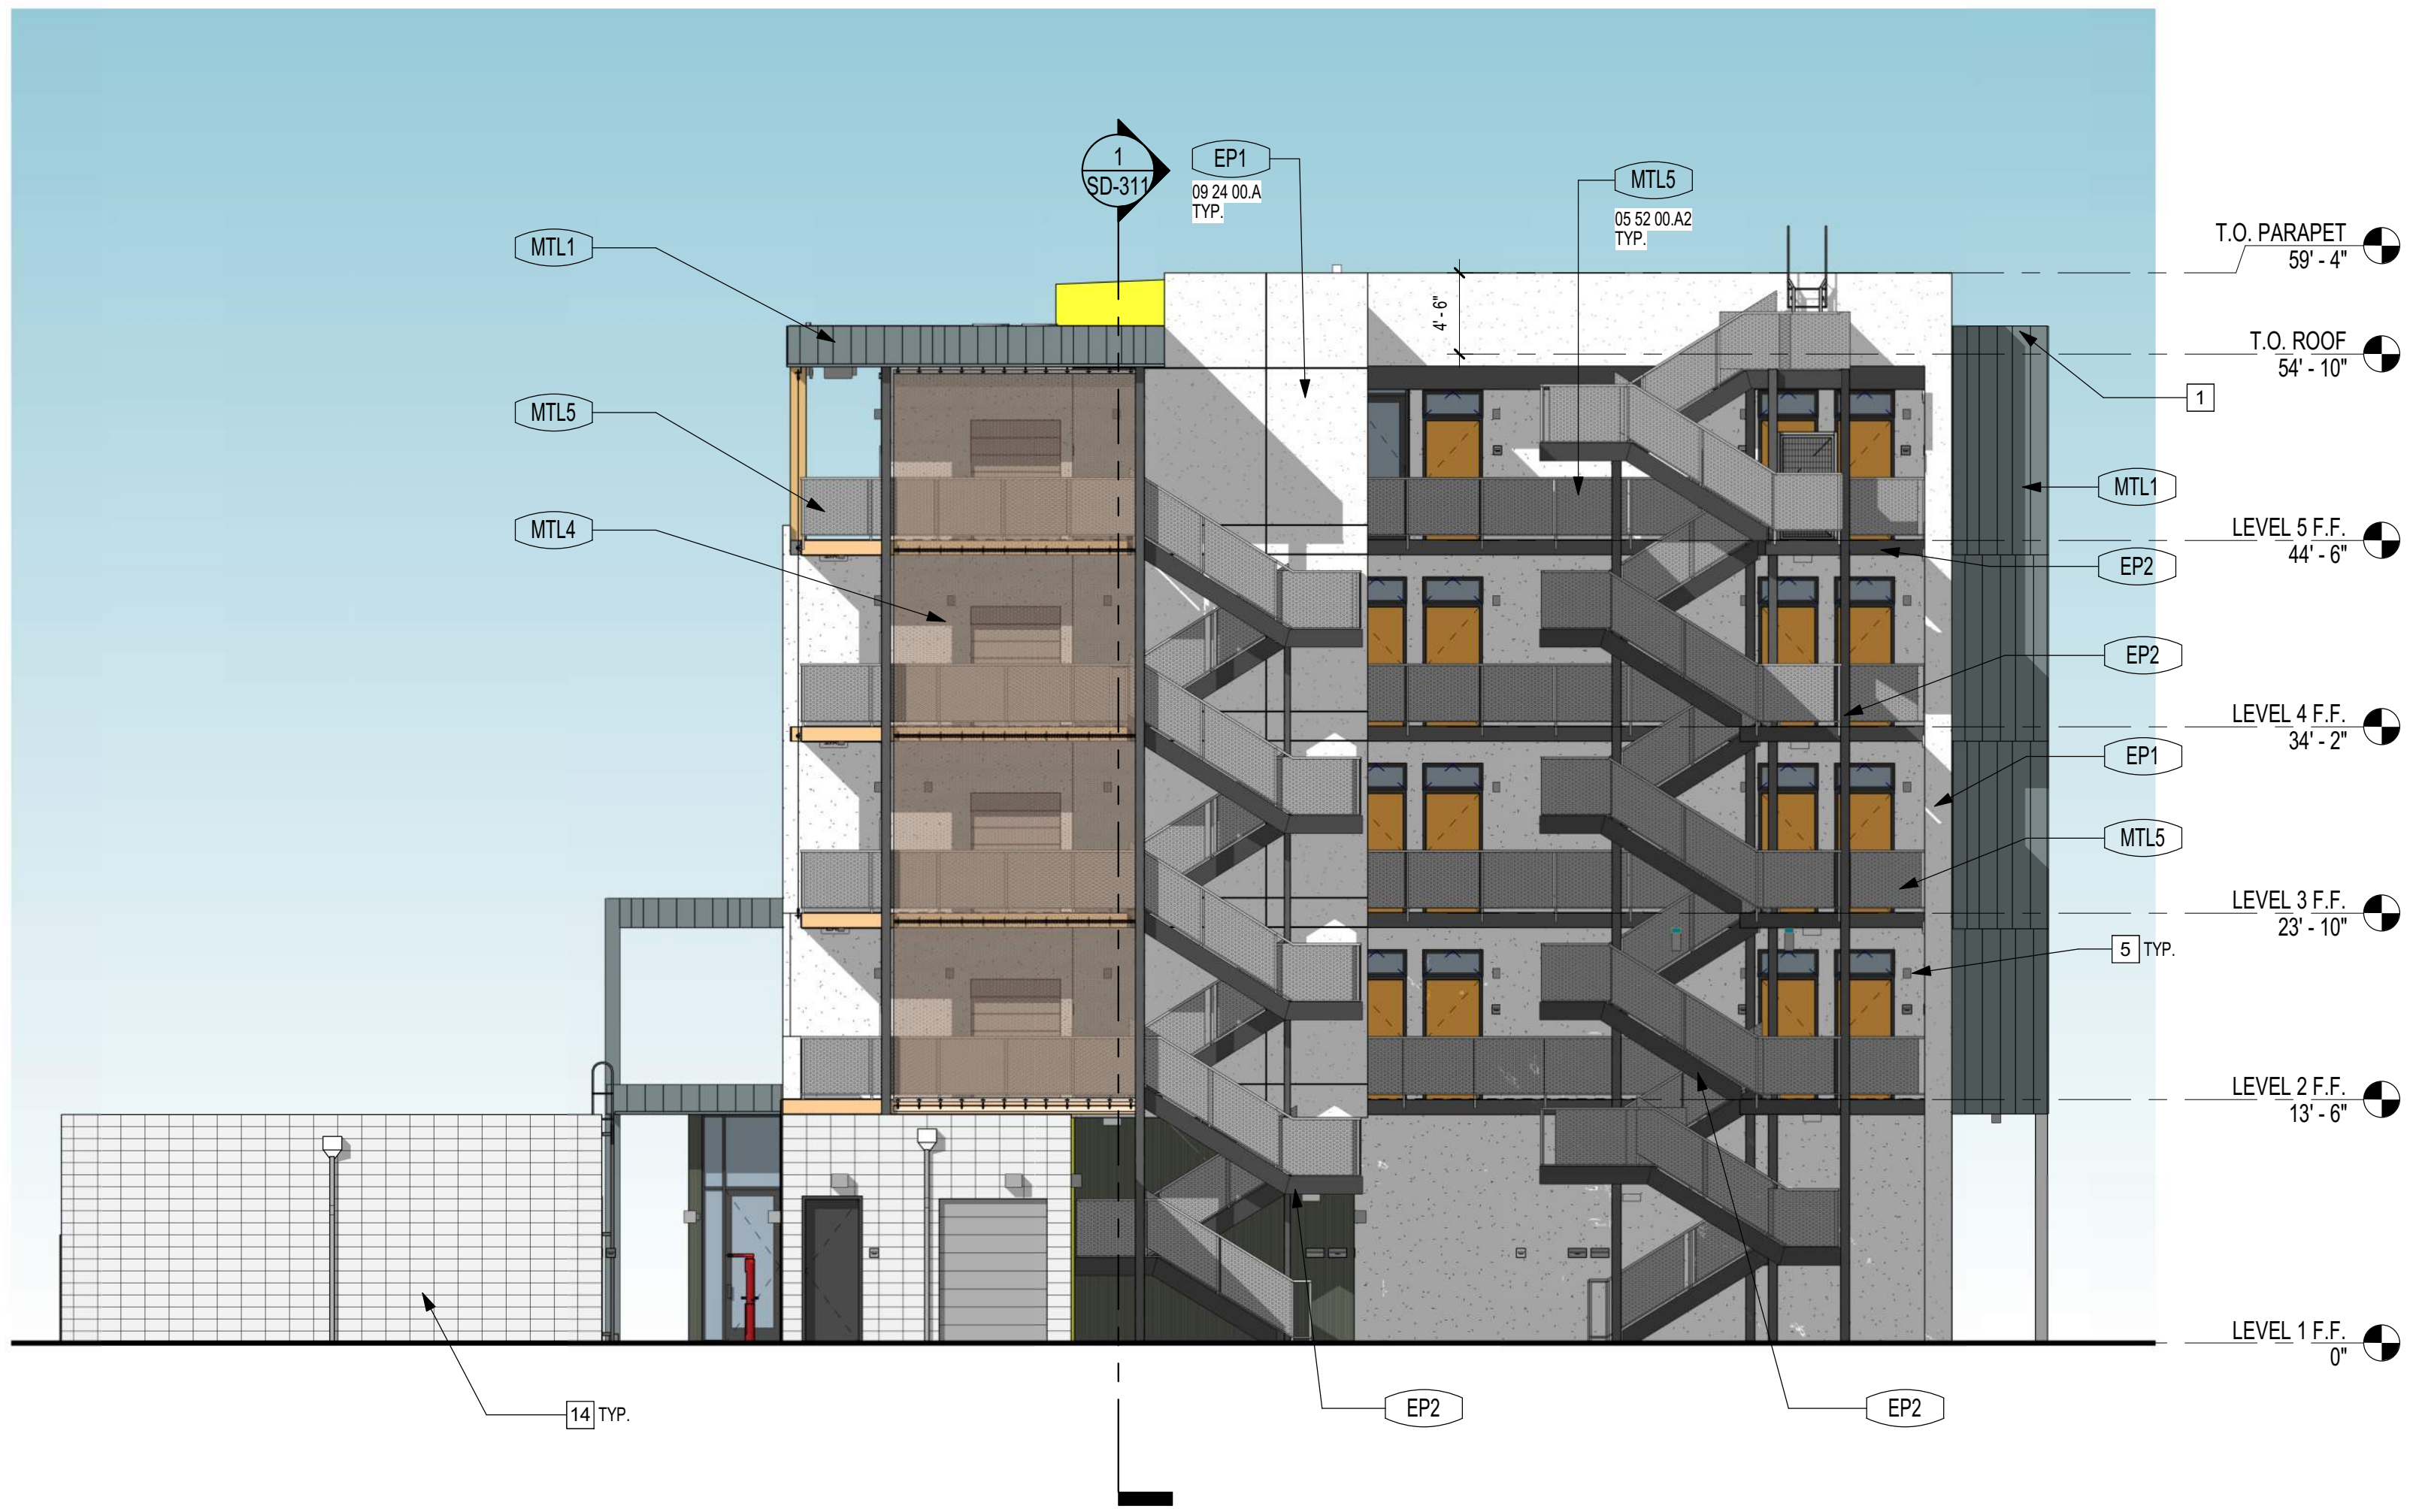 1
SD-311
EP1
09 24 00.A
TYP.
MTL5
05 52 00.A2
TYP.
MTL1
T.O. PARAPET
59' - 4"
4' - 6"
T.O. ROOF
54' - 10"
1
MTL5
MTL1
MTL4
LEVEL 5 F.F.
44' - 6"
EP2
EP2
LEVEL 4 F.F.
34' - 2"
EP1
MTL5
LEVEL 3 F.F.
23' - 10"
5 TYP.
LEVEL 2 F.F.
13' - 6"
LEVEL 1 F.F.
0"
14 TYP.
EP2
EP2